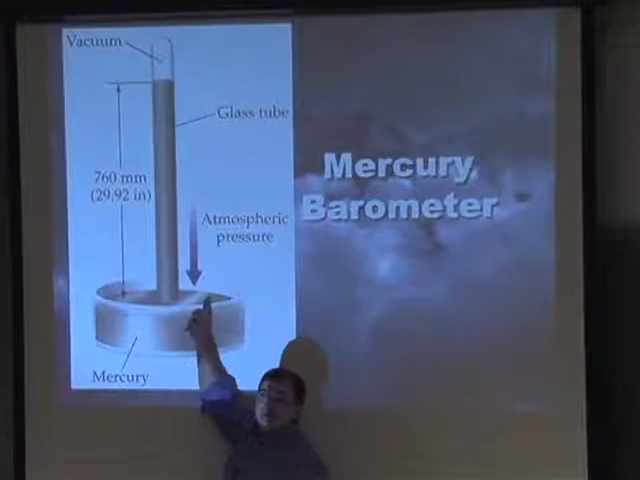 Vacuum
Glass tube
760 mm
(29.92 in)
Atmospheric
pressure
Mercury
Mercury
Barometer